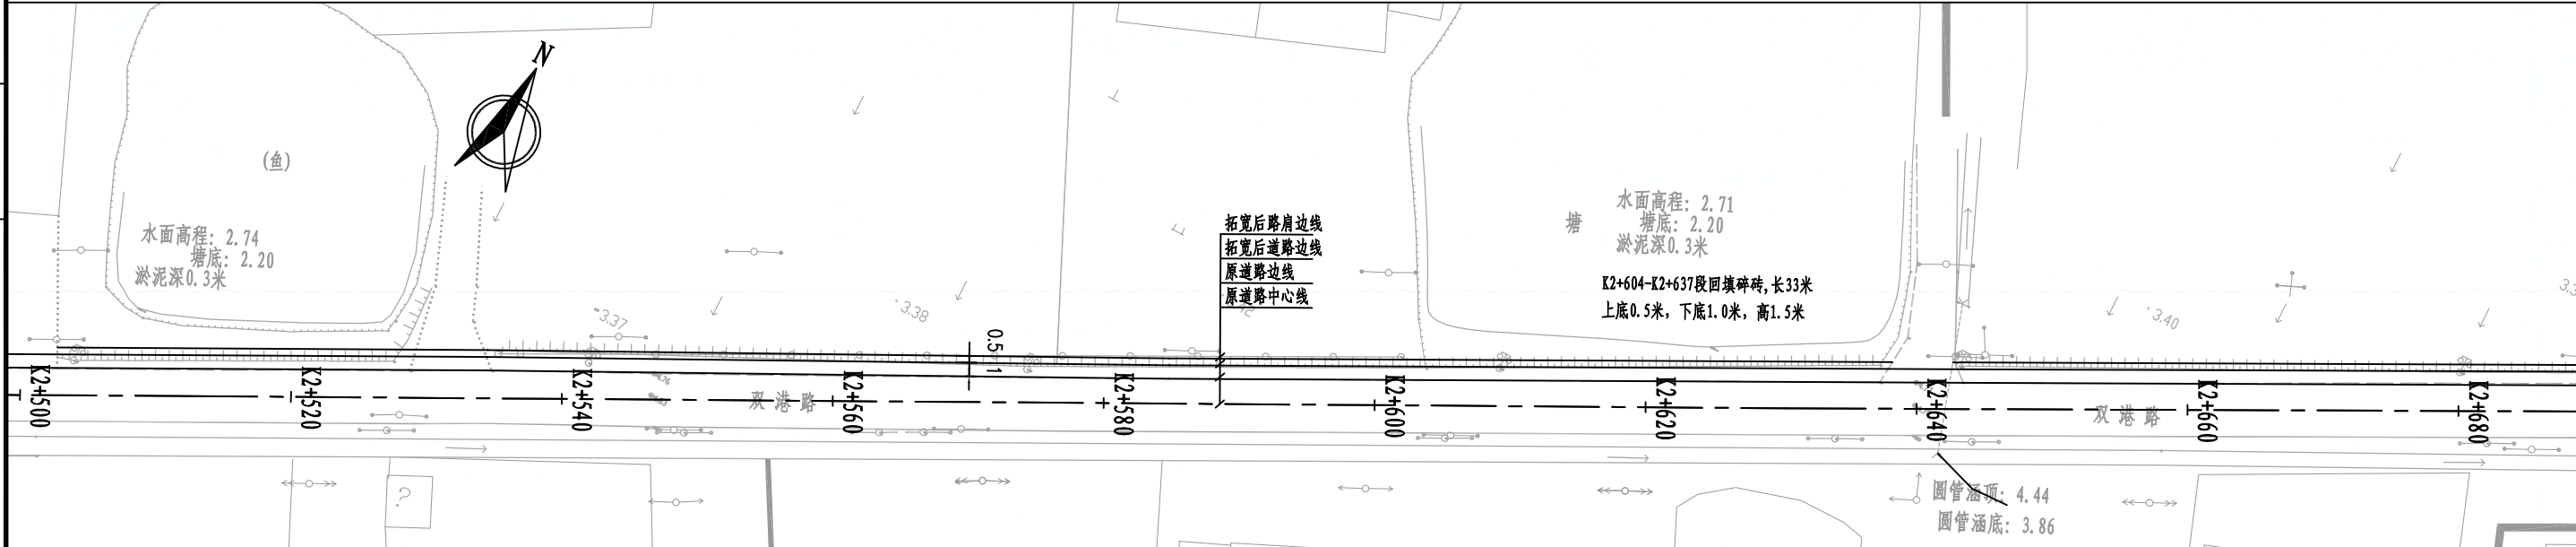 N
(鱼)
水面高程: 2.74
塘底: 2.20
淤泥深0.3米
3.37
3.38
拓宽后路肩边线
拓宽后道路边线
原道路边线
原道路中心线
0.5
1
塘
水面高程: 2.71
塘底: 2.20
淤泥深0.3米
K2+604-K2+637段回填碎砖,长33米
上底0.5米, 下底1.0米, 高1.5米
3.40
K2+500
K2+520
K2+540
双港路
K2+560
K2+580
K2+600
K2+620
K2+640
双港路
K2+660
K2+680
?
圆管涵顶: 4.44
圆管涵底: 3.86